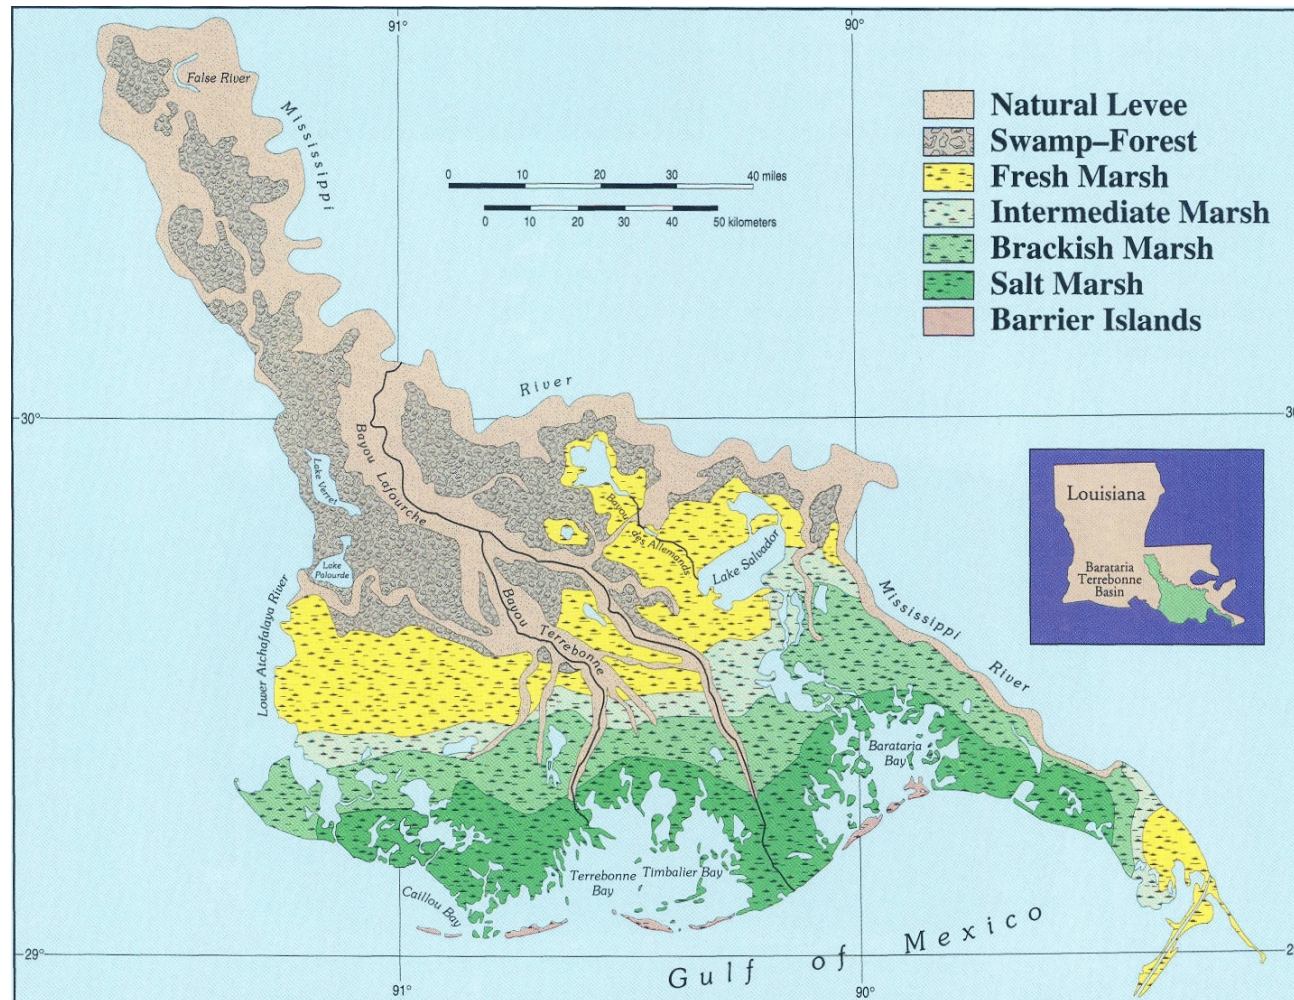 91°
90°
False River
Mississippi
0 10 20 30 40 miles
0 10 20 30 40 50 kilometers
Natural Levee
Swamp–Forest
Fresh Marsh
Intermediate Marsh
Brackish Marsh
Salt Marsh
Barrier Islands
River
30°
30
Bayou Lafourche
Lake Verret
Bayou
des Allemands
Lake Salvador
Lake
Palourde
Lower Atchafalaya River
Bayou Terrebonne
Mississippi River
Louisiana
Barataria
Terrebonne
Basin
Barataria
Bay
Terrebonne
Bay
Timbalier Bay
Caillou Bay
Gulf of Mexico
29°
2
91°
90°